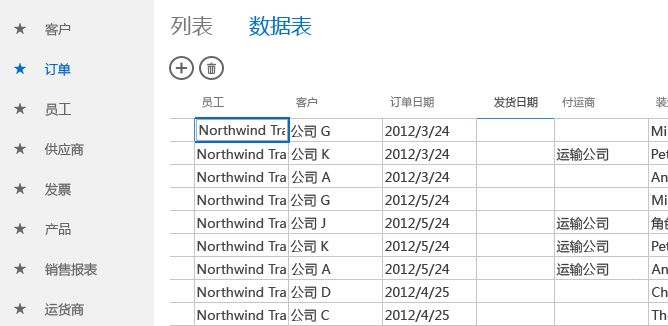 列表 数据表
客户
订单
员工
供应商
发票
产品
销售报表
运货商
员工 客户 订单日期 发货日期 付运商 装
Northwind Tra 公司 G 2012/3/24 Mi
Northwind Tra 公司 K 2012/3/24 运输公司 Pet
Northwind Tra 公司 A 2012/3/24 An
Northwind Tra 公司 G 2012/5/24 Mi
Northwind Tra 公司 J 2012/5/24 运输公司 角
Northwind Tra 公司 K 2012/5/24 运输公司 Pet
Northwind Tra 公司 A 2012/5/24 运输公司 An
Northwind Tra 公司 D 2012/4/25 Ch
Northwind Tra 公司 C 2012/4/25 Th